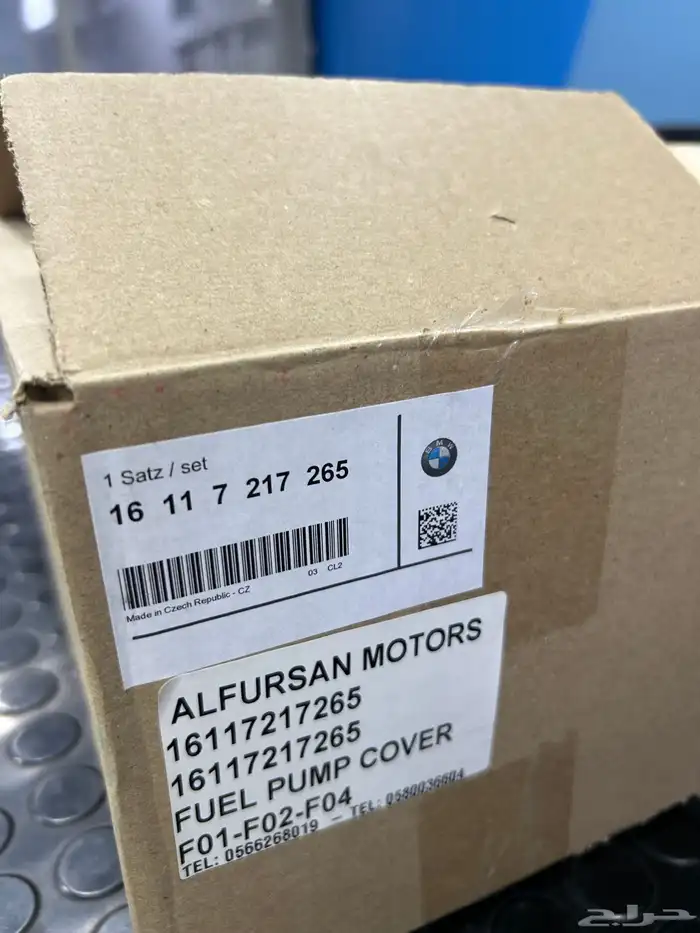 1 Satz / set
16 11 7 217 265
BMW
03 CL2
Made in Czech Republic - CZ
ALFURSAN MOTORS
16117217265
16117217265
FUEL PUMP COVER
F01-F02-F04
TEL: 0566268019 – TEL: 0580036604
حراج